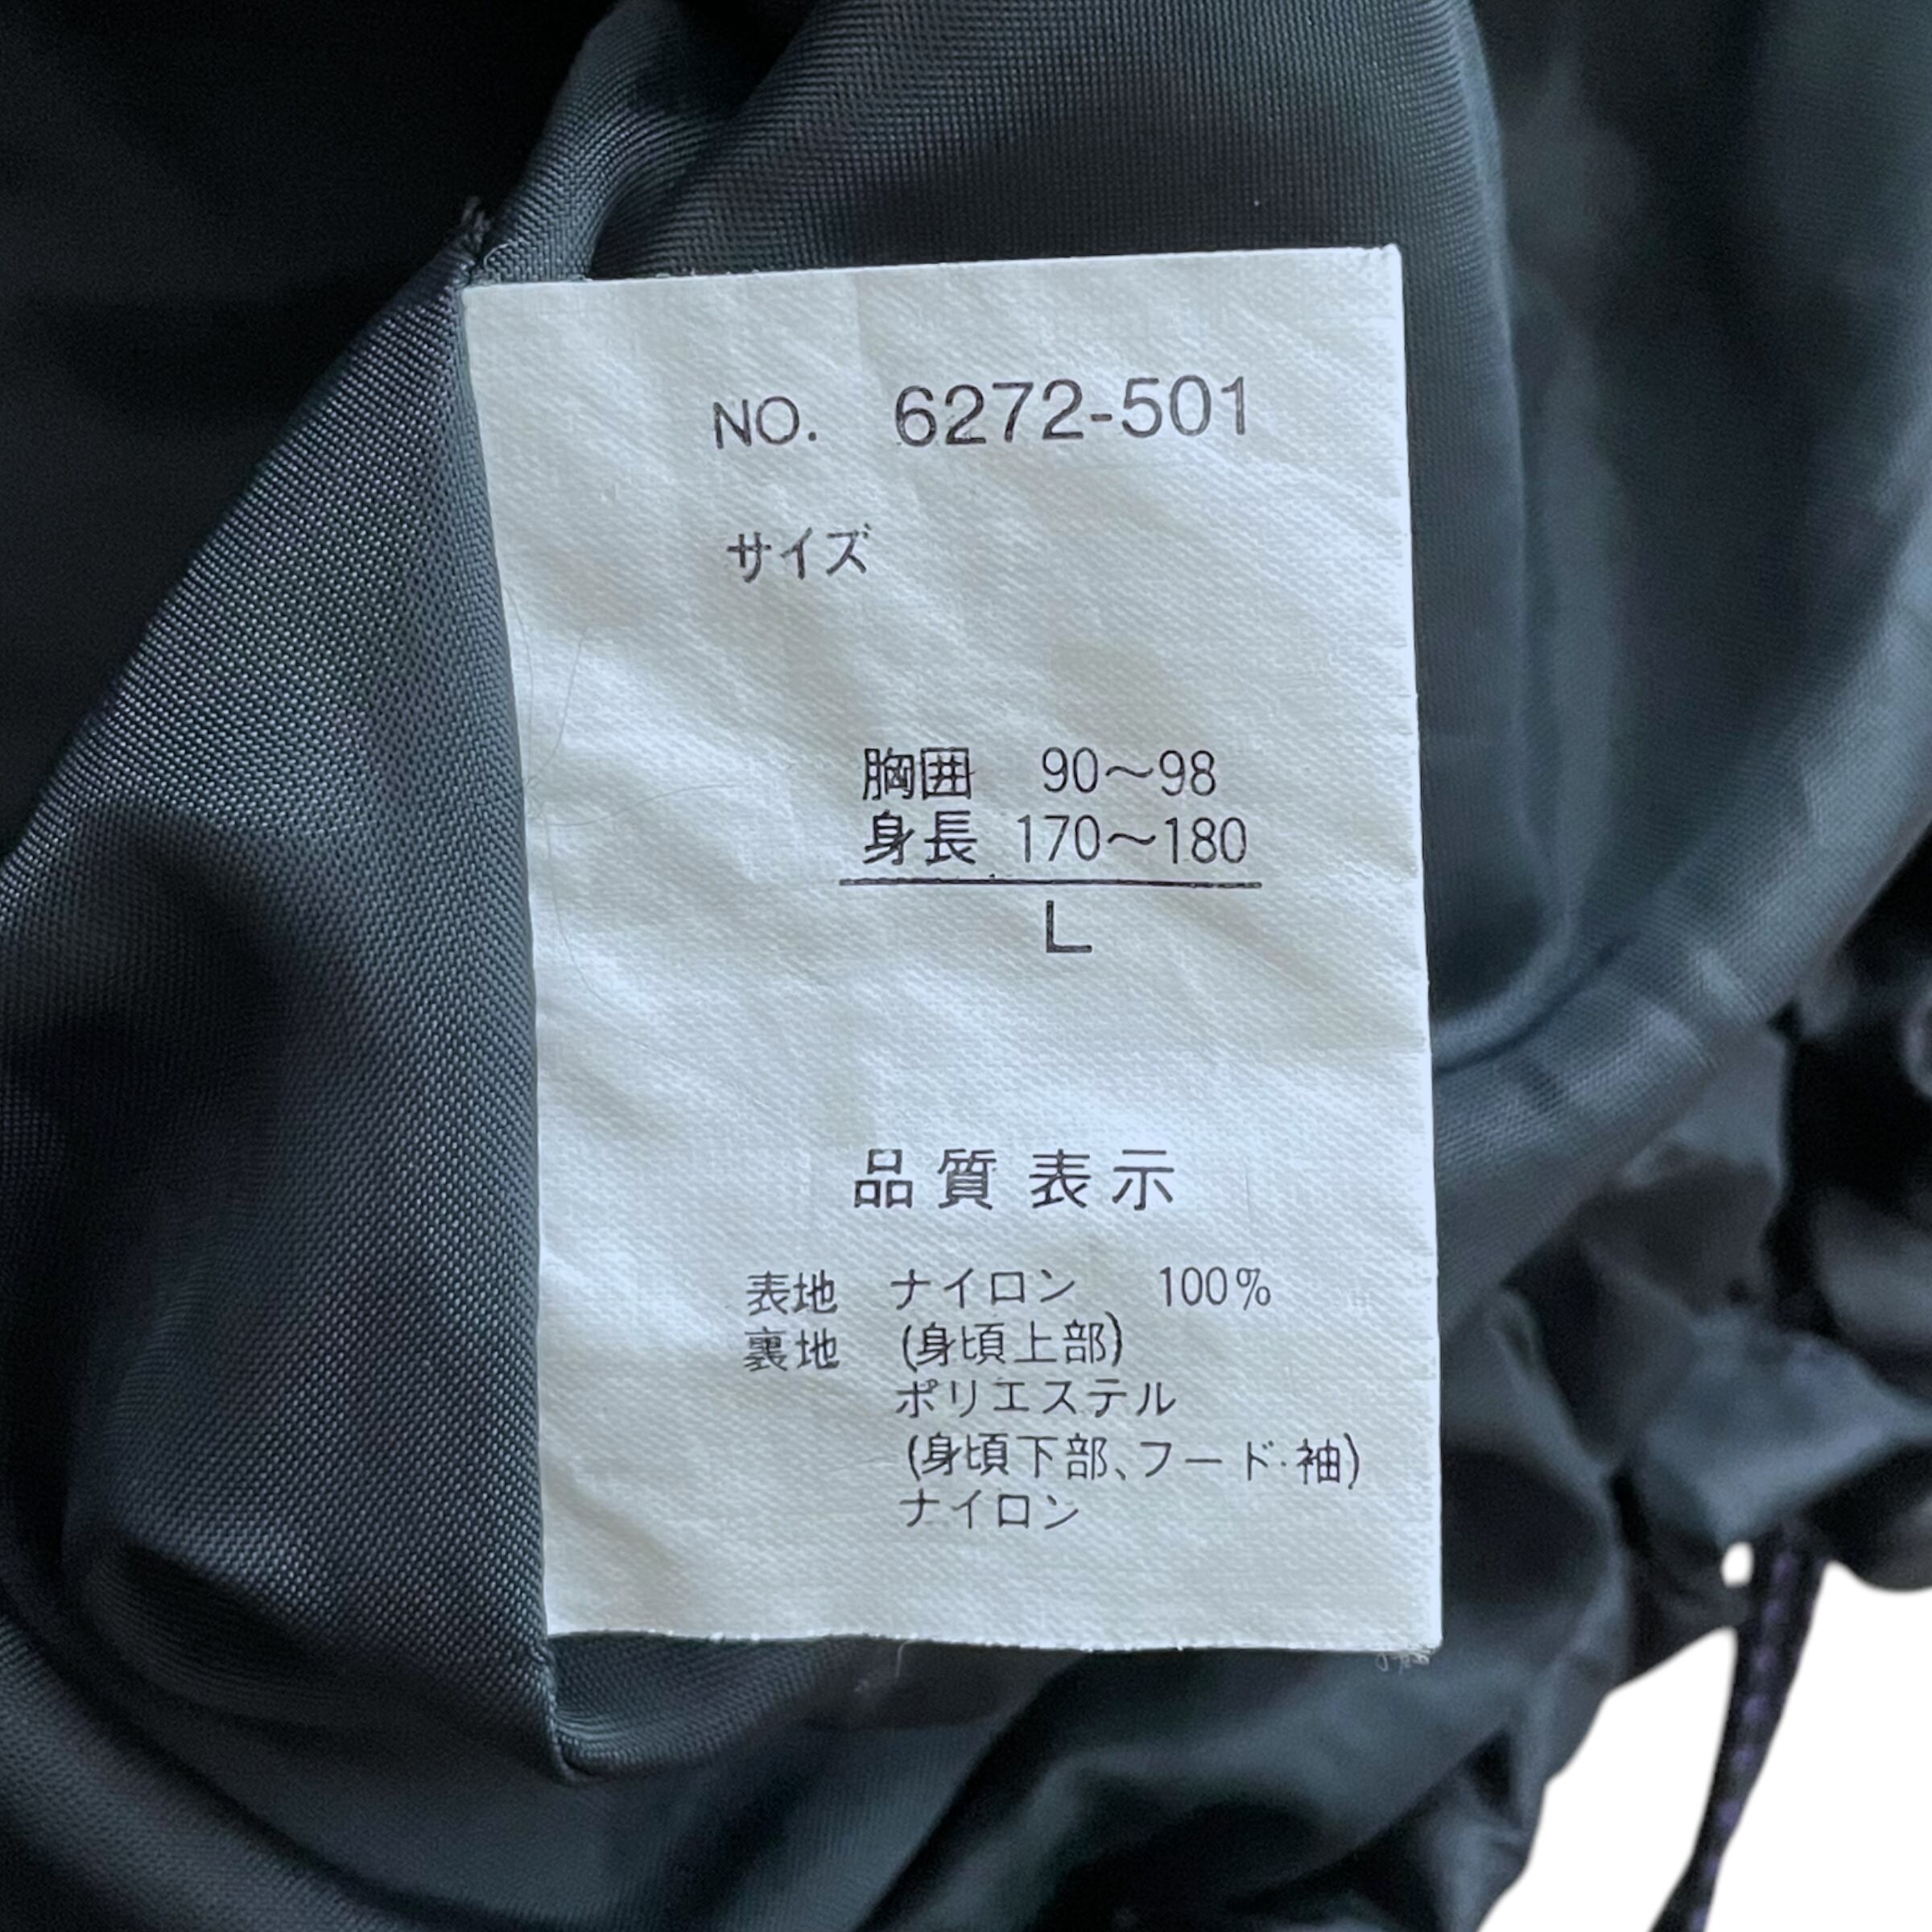 NO. 6272-501
サイズ
胸囲 90〜98
身長 170〜180
L
品質表示
表地 ナイロン 100%
裏地 (身頃上部)
ポリエステル
(身頃下部、フード・袖)
ナイロン